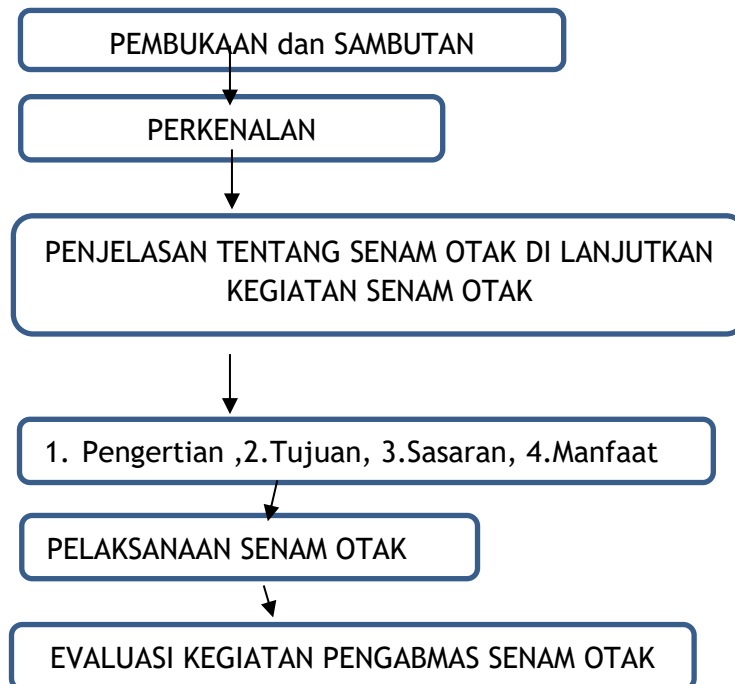 PEMBUKAAN dan SAMBUTAN
PERKENALAN
PENJELASAN TENTANG SENAM OTAK DI LANJUTKAN
KEGIATAN SENAM OTAK
1. Pengertian ,2.Tujuan, 3.Sasaran, 4.Manfaat
PELAKSANAAN SENAM OTAK
EVALUASI KEGIATAN PENGABMAS SENAM OTAK